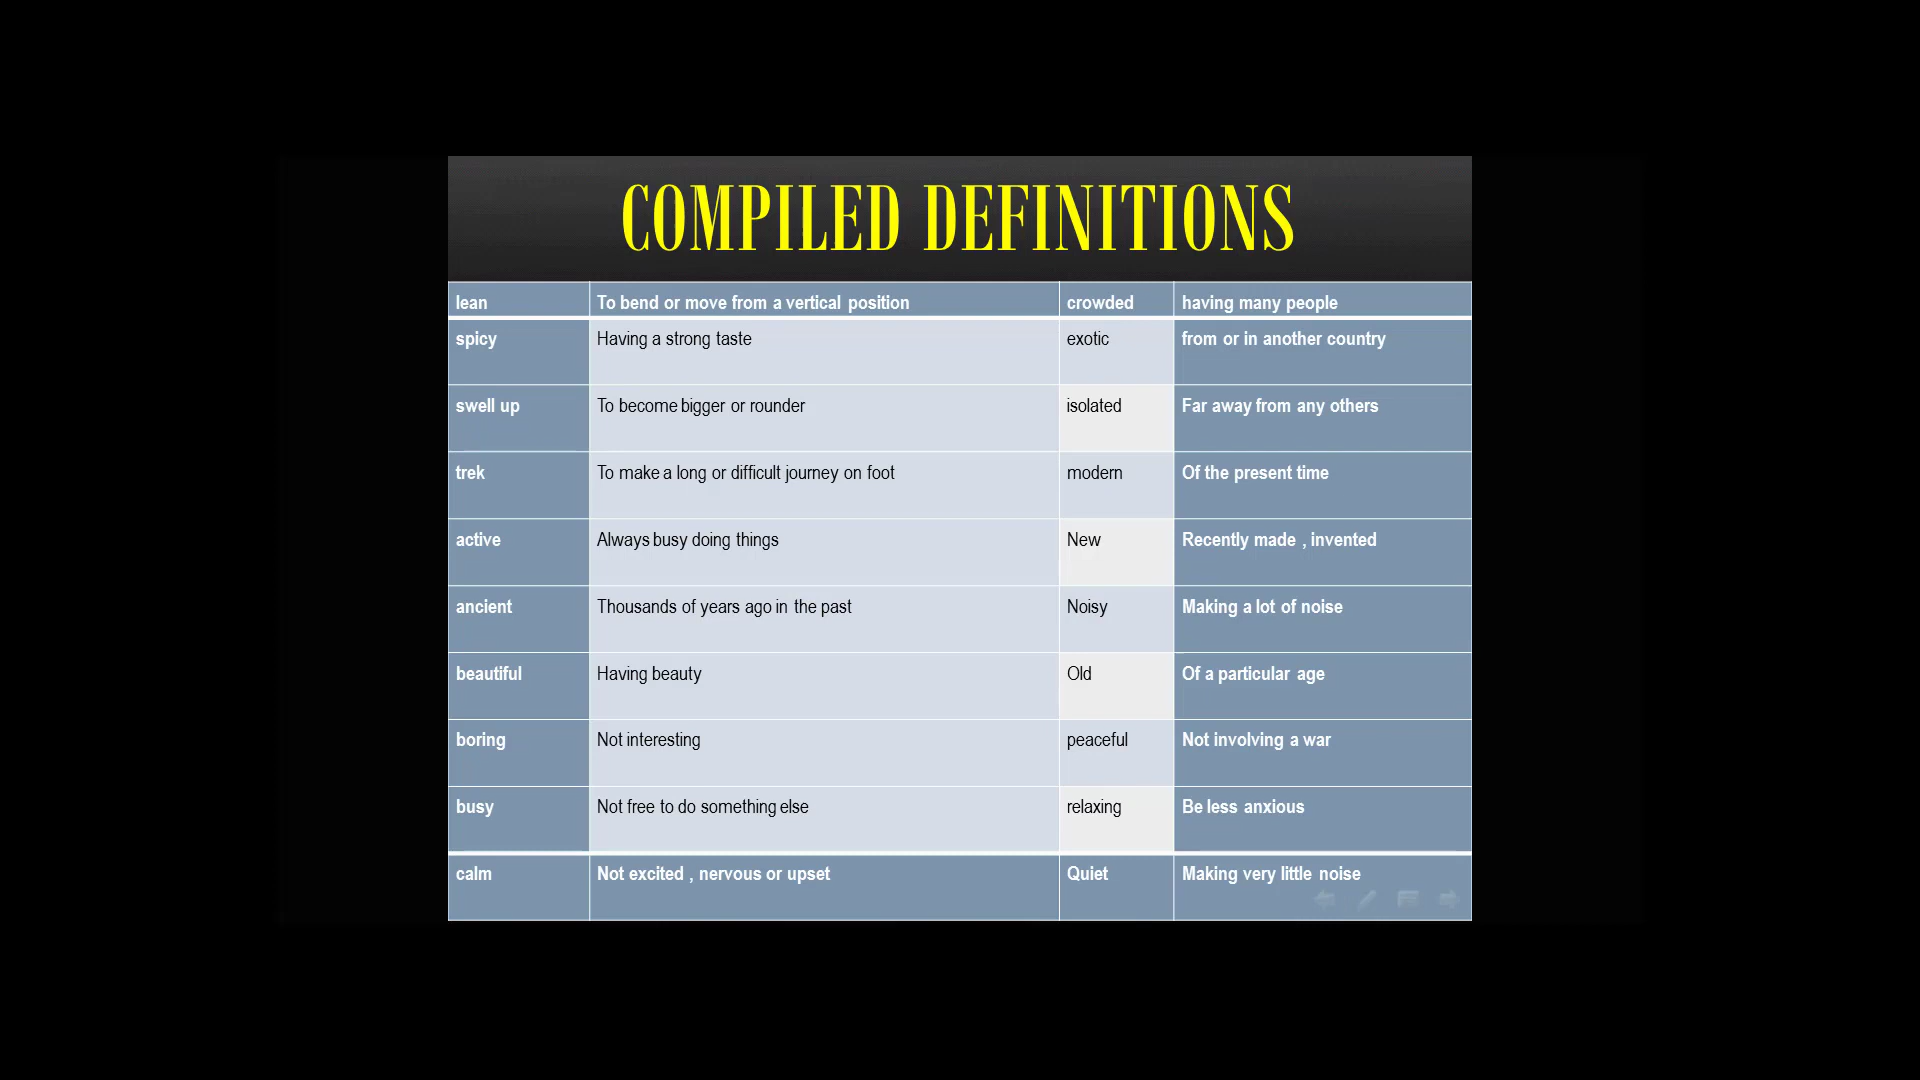 COMPILED DEFINITIONS
lean To bend or move from a vertical position crowded having many people
spicy Having a strong taste exotic from or in another country
swell up To become bigger or rounder isolated Far away from any others
trek To make a long or difficult journey on foot modern Of the present time
active Always busy doing things New Recently made , invented
ancient Thousands of years ago in the past Noisy Making a lot of noise
beautiful Having beauty Old Of a particular age
boring Not interesting peaceful Not involving a war
busy Not free to do something else relaxing Be less anxious
calm Not excited , nervous or upset Quiet Making very little noise